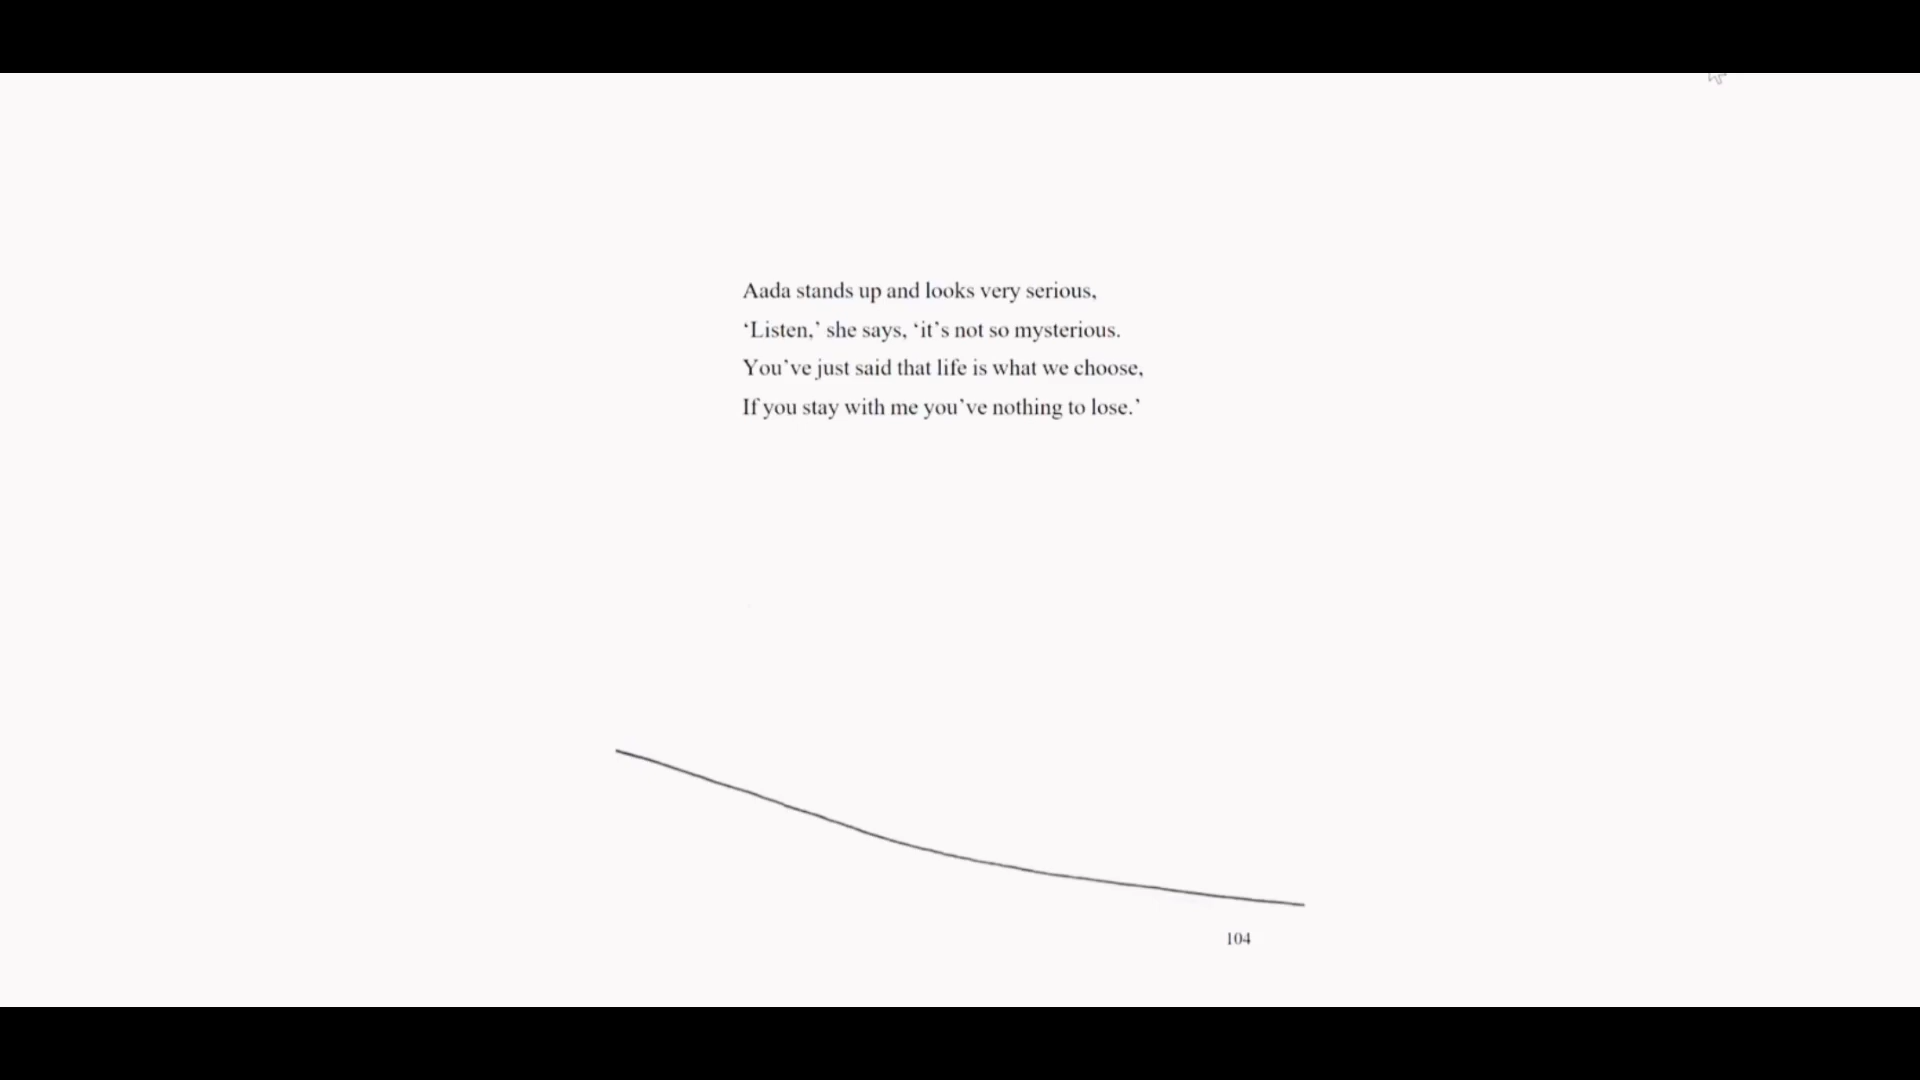 Aada stands up and looks very serious,
‘Listen,’ she says, ‘it’s not so mysterious.
You’ve just said that life is what we choose,
If you stay with me you’ve nothing to lose.’
104